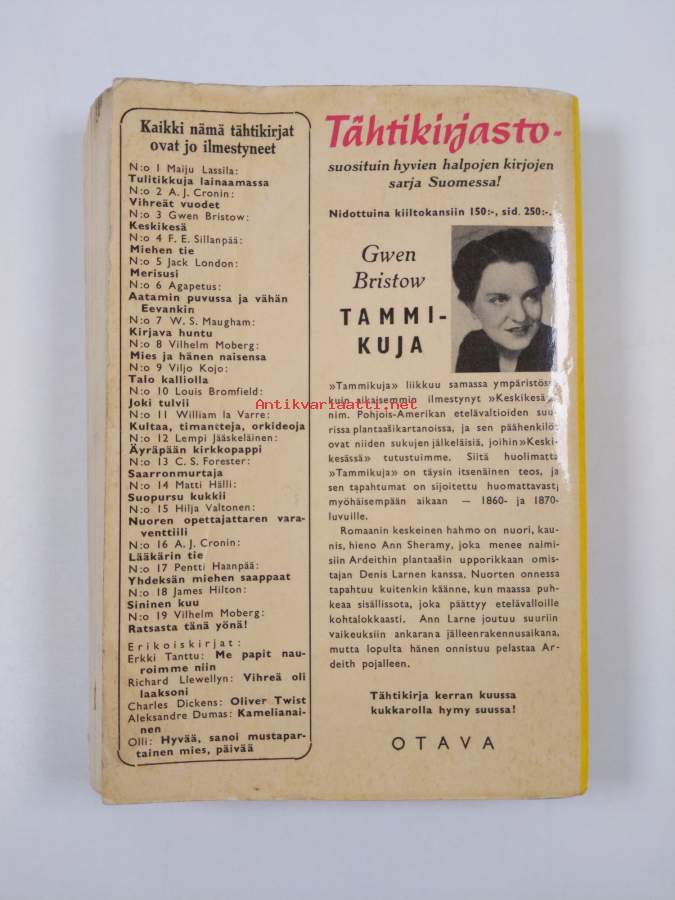 Kaikki nämä tähtikirjat
ovat jo ilmestyneet
N:o 1 Maiju Lassila:
Tulitikkuja lainaamassa
N:o 2 A. J. Cronin:
Vihreät vuodet
N:o 3 Gwen Bristow:
Keskikesä
N:o 4 F. E. Sillanpää:
Miehen tie
N:o 5 Jack London:
Merisusi
N:o 6 Agapetus:
Aatamin puvussa ja vähän
Eevankin
N:o 7 W. S. Maugham:
Kirjava huntu
N:o 8 Vilhelm Moberg:
Mies ja hänen naisensa
N:o 9 Viljo Kojo:
Talo kalliolla
N:o 10 Louis Bromfield:
Joki tulvii
N:o 11 William la Varre:
Kultaa, timantteja, orkideoja
N:o 12 Lempi Jääskeläinen:
Äyräpään kirkkopappi
N:o 13 C. S. Forester:
Saarronmurtaja
N:o 14 Matti Hälli:
Suopursu kukkii
N:o 15 Hilja Valtonen:
Nuoren opettajattaren vara-
venttiili
N:o 16 A. J. Cronin:
Lääkärin tie
N:o 17 Pentti Haanpää:
Yhdeksän miehen saappaat
N:o 18 James Hilton:
Sininen kuu
N:o 19 Vilhelm Moberg:
Ratsasta tänä yönä!
Erikoiskirjat:
Erkki Tanttu: Me papit nau-
roimme niin
Richard Llewellyn: Vihreä oli
laaksoni
Charles Dickens: Oliver Twist
Aleksandre Dumas: Kamelianai-
nen
Olli: Hyvää, sanoi mustapar-
tainen mies, päivää
Tähtikirjasto-
suosituin hyvien halpojen kirjojen
sarja Suomessa!
Nidottuina kiiltokansiin 150:-, sid. 250:-.
Gwen
Bristow
TAMMI-
KUJA
»Tammikuja» liikkuu samassa ympäristöss
kuin aikaisemmin ilmestynyt »Keskikesä»,
nim. Pohjois-Amerikan etelävaltioiden suu-
rissa plantaašikartanoissa, ja sen päähenkilöt
ovat niiden sukujen jälkeläisiä, joihin »Keski-
kesässä» tutustuimme. Siitä huolimatta
»Tammikuja» on täysin itsenäinen teos, ja
sen tapahtumat on sijoitettu huomattavasti
myöhäisempään aikaan — 1860- ja 1870-
luvuille.
Romaanin keskeinen hahmo on nuori, kau-
nis, hieno Ann Sheramy, joka menee naimi-
siin Ardeithin plantaašin upporikkaan omis-
tajan Denis Larnen kanssa. Nuorten onnessa
tapahtuu kuitenkin käänne, kun maassa puh-
keaa sisällissota, joka päättyy etelävalloille
kohtalokkaasti. Ann Larne joutuu suuriin
vaikeuksiin ankarana jälleenrakennusaikana,
mutta lopulta hänen onnistuu pelastaa Ar-
deith pojalleen.
Tähtikirja kerran kuussa
kukkarolla hymy suussa!
OTAVA
Antikvariaatti.net